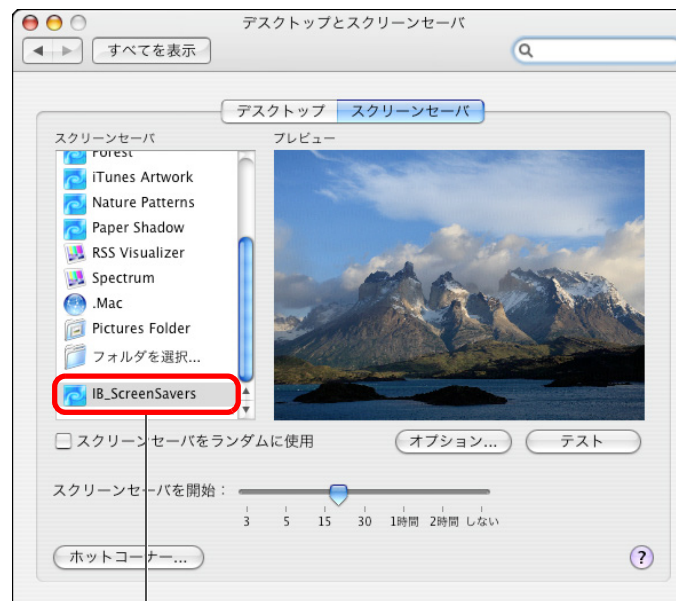 デスクトップとスクリーンセーバ
すべてを表示
デスクトップ
スクリーンセーバ
スクリーンセーバ
プレビュー
Forest
iTunes Artwork
Nature Patterns
Paper Shadow
RSS Visualizer
Spectrum
.Mac
Pictures Folder
フォルダを選択...
IB_ScreenSavers
スクリーンセーバをランダムに使用
オプション...
テスト
スクリーンセーバを開始：
3 5 15 30 1時間 2時間 しない
ホットコーナー...
?